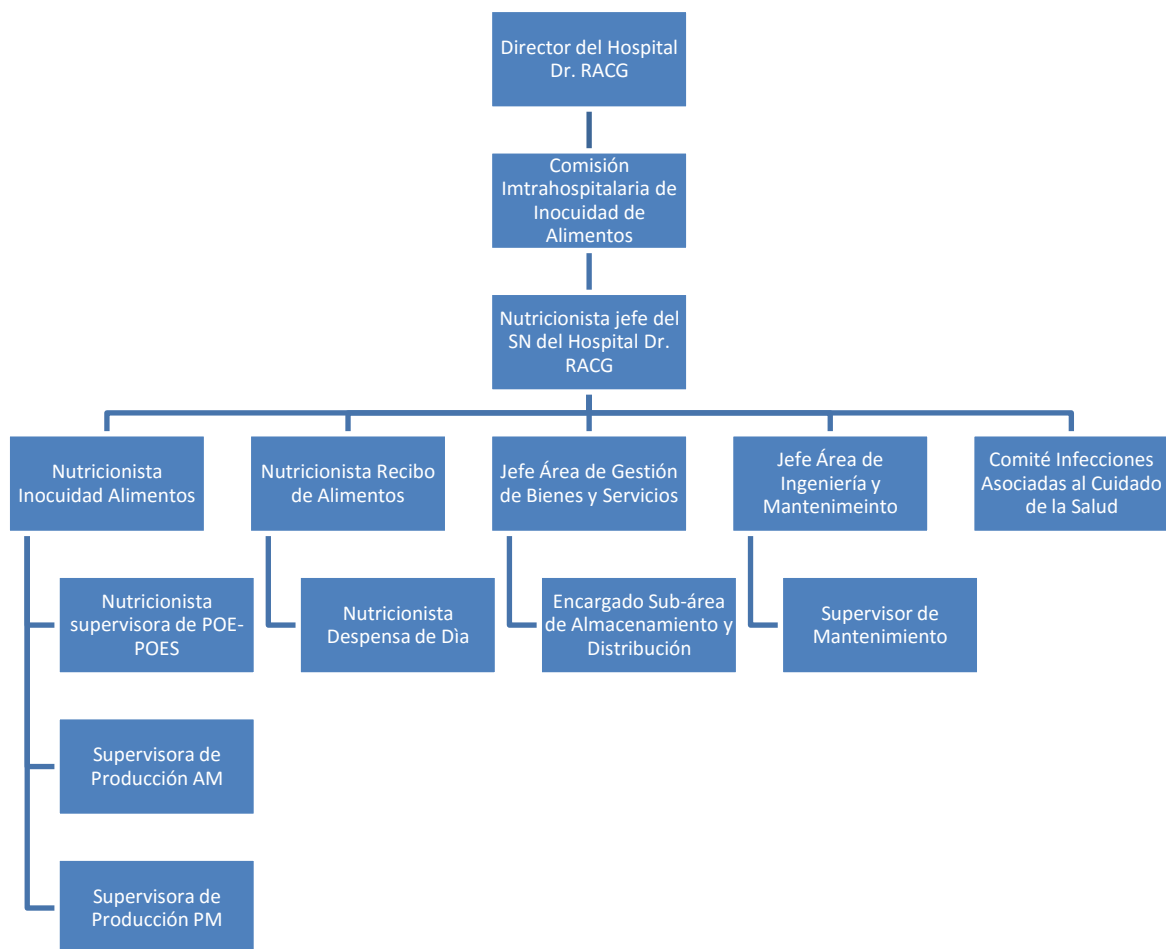 Director del Hospital
Dr. RACG
Comisión
Imtrahospitalaria de
Inocuidad de
Alimentos
Nutricionista jefe del
SN del Hospital Dr.
RACG
Nutricionista
Inocuidad Alimentos
Nutricionista Recibo
de Alimentos
Jefe Área de Gestión
de Bienes y Servicios
Jefe Área de
Ingeniería y
Mantenimeinto
Comité Infecciones
Asociadas al Cuidado
de la Salud
Nutricionista
supervisora de POE-
POES
Nutricionista
Despensa de Dìa
Encargado Sub-área
de Almacenamiento y
Distribución
Supervisor de
Mantenimiento
Supervisora de
Producción AM
Supervisora de
Producción PM